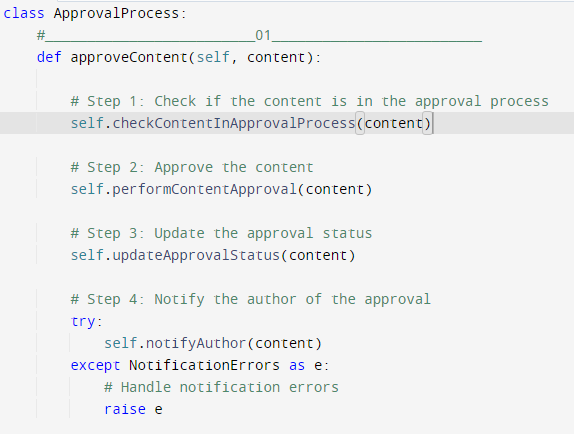 class ApprovalProcess:
    #_________________________01_________________________
    def approveContent(self, content):
        # Step 1: Check if the content is in the approval process
        self.checkContentInApprovalProcess(content)
        # Step 2: Approve the content
        self.performContentApproval(content)
        # Step 3: Update the approval status
        self.updateApprovalStatus(content)
        # Step 4: Notify the author of the approval
        try:
            self.notifyAuthor(content)
        except NotificationErrors as e:
            # Handle notification errors
            raise e